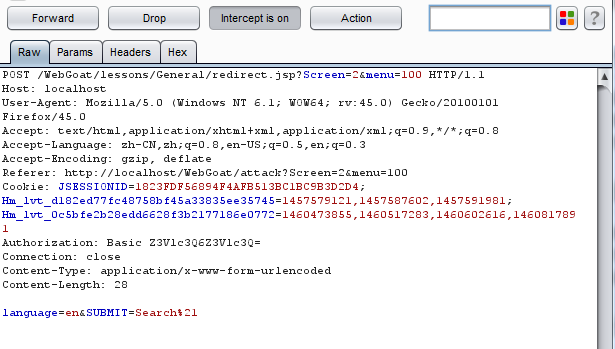 Forward Drop Intercept is on Action ?
Raw Params Headers Hex
POST /WebGoat/lessons/General/redirect.jsp?Screen=2&menu=100 HTTP/1.1
Host: localhost
User-Agent: Mozilla/5.0 (Windows NT 6.1; WOW64; rv:45.0) Gecko/20100101
Firefox/45.0
Accept: text/html,application/xhtml+xml,application/xml;q=0.9,*/*;q=0.8
Accept-Language: zh-CN,zh;q=0.8,en-US;q=0.5,en;q=0.3
Accept-Encoding: gzip, deflate
Referer: http://localhost/WebGoat/attack?Screen=2&menu=100
Cookie: JSESSIONID=1823FDF56894F4AFB513BC1BC9B3D2D4;
Hm_lvt_d182ed77fc48758bf45a33835ee35745=1457579121,1457587602,1457591981;
Hm_lvt_0c5bfe2b28edd6628f3b2177186e0772=1460473855,1460517283,1460602616,146081789
1
Authorization: Basic Z3Vlc3Q6Z3Vlc3Q=
Connection: close
Content-Type: application/x-www-form-urlencoded
Content-Length: 28
language=en&SUBMIT=Search%21